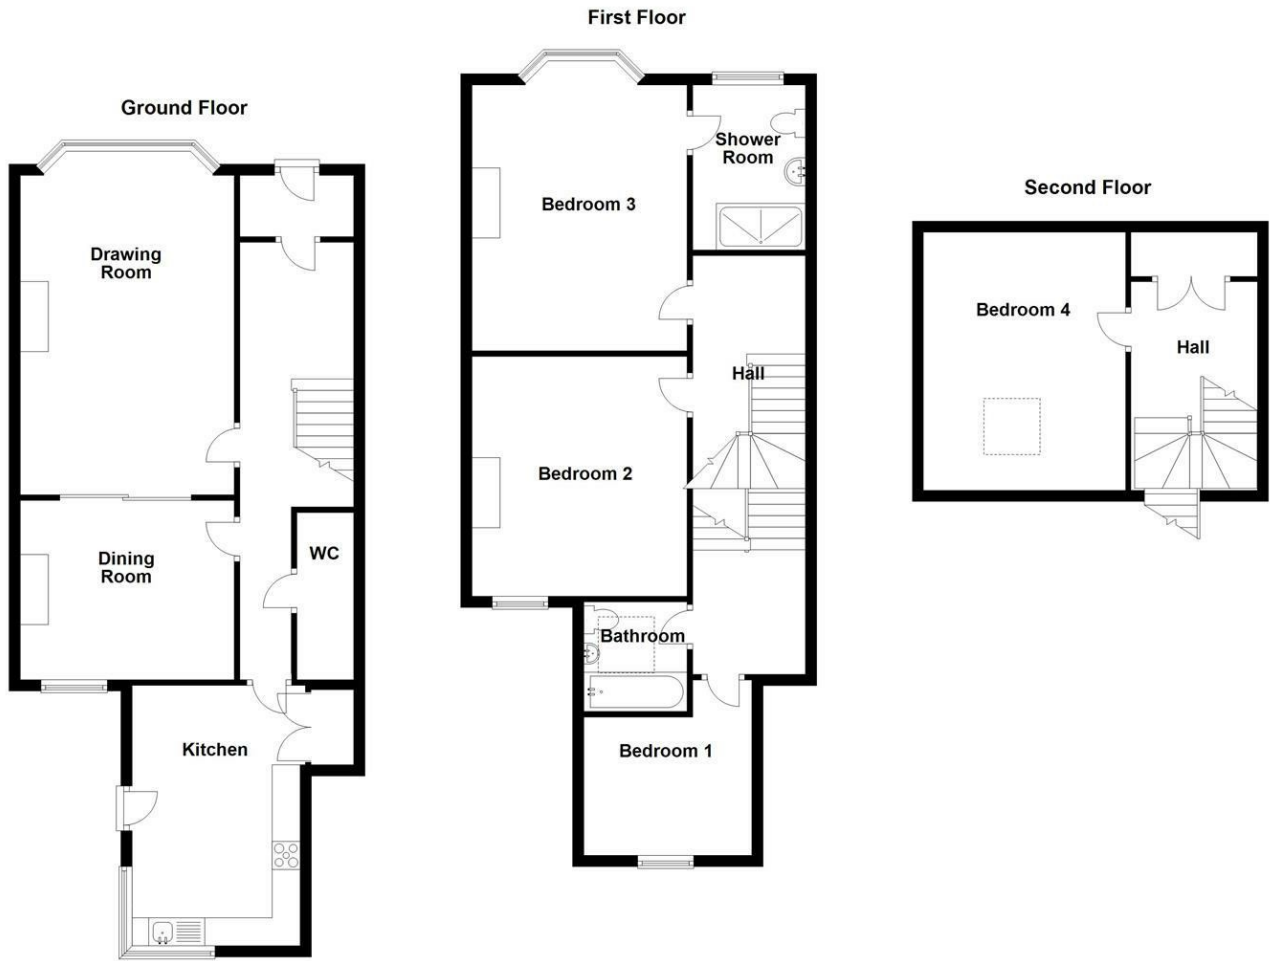 Ground Floor
Drawing
Room
Dining
Room
WC
Kitchen
First Floor
Bedroom 3
Shower
Room
Hall
Bedroom 2
Bathroom
Bedroom 1
Second Floor
Bedroom 4
Hall